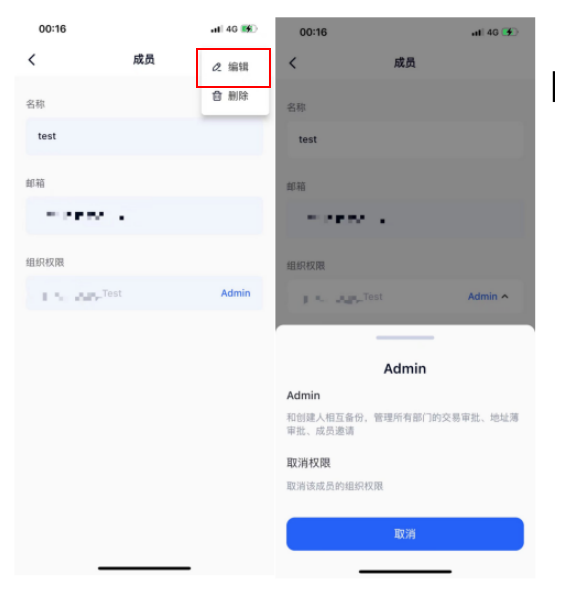 00:16
4G
成员
编辑
删除
名称
test
邮箱
组织权限
Test
Admin
00:16
4G
成员
名称
test
邮箱
组织权限
Test
Admin
Admin
Admin
和创建人相互备份，管理所有部门的交易审批、地址薄
审批、成员邀请
取消权限
取消该成员的组织权限
取消